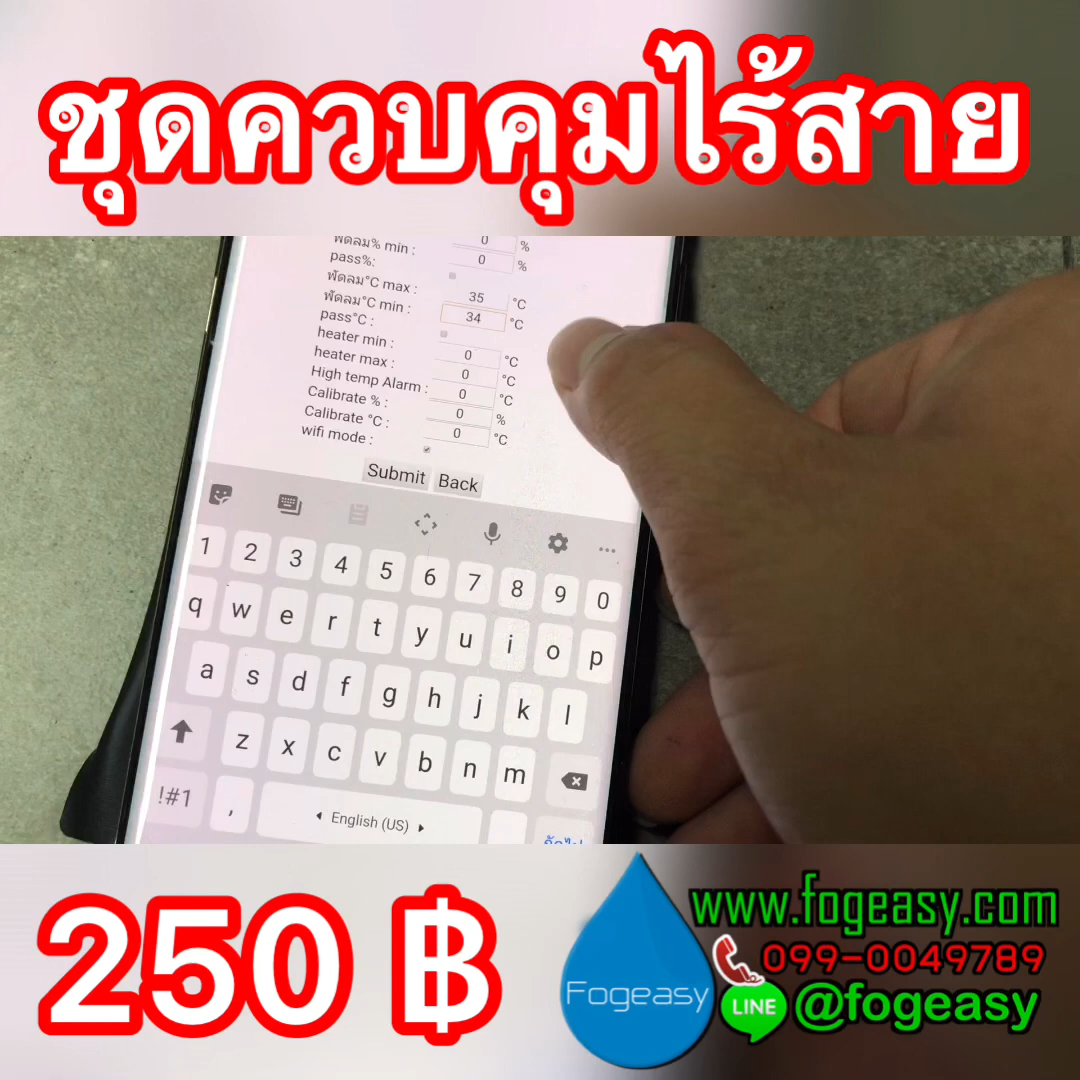 ชุดควบคุมไร้สาย
พัดลม% min : 0 %
pass%: 0 %
พัดลม°C max :
พัดลม°C min : 35 °C
pass°C : 34 °C
heater min :
heater max : 0 °C
High temp Alarm : 0 °C
Calibrate % : 0 °C
Calibrate °C : 0 %
wifi mode : 0 °C
Submit Back
1 2 3 4 5 6 7 8 9 0
q w e r t y u i o p
a s d f g h j k l
z x c v b n m
!#1 , English (US)
250 ฿
Fogeasy
www.fogeasy.com
099-0049789
LINE @fogeasy